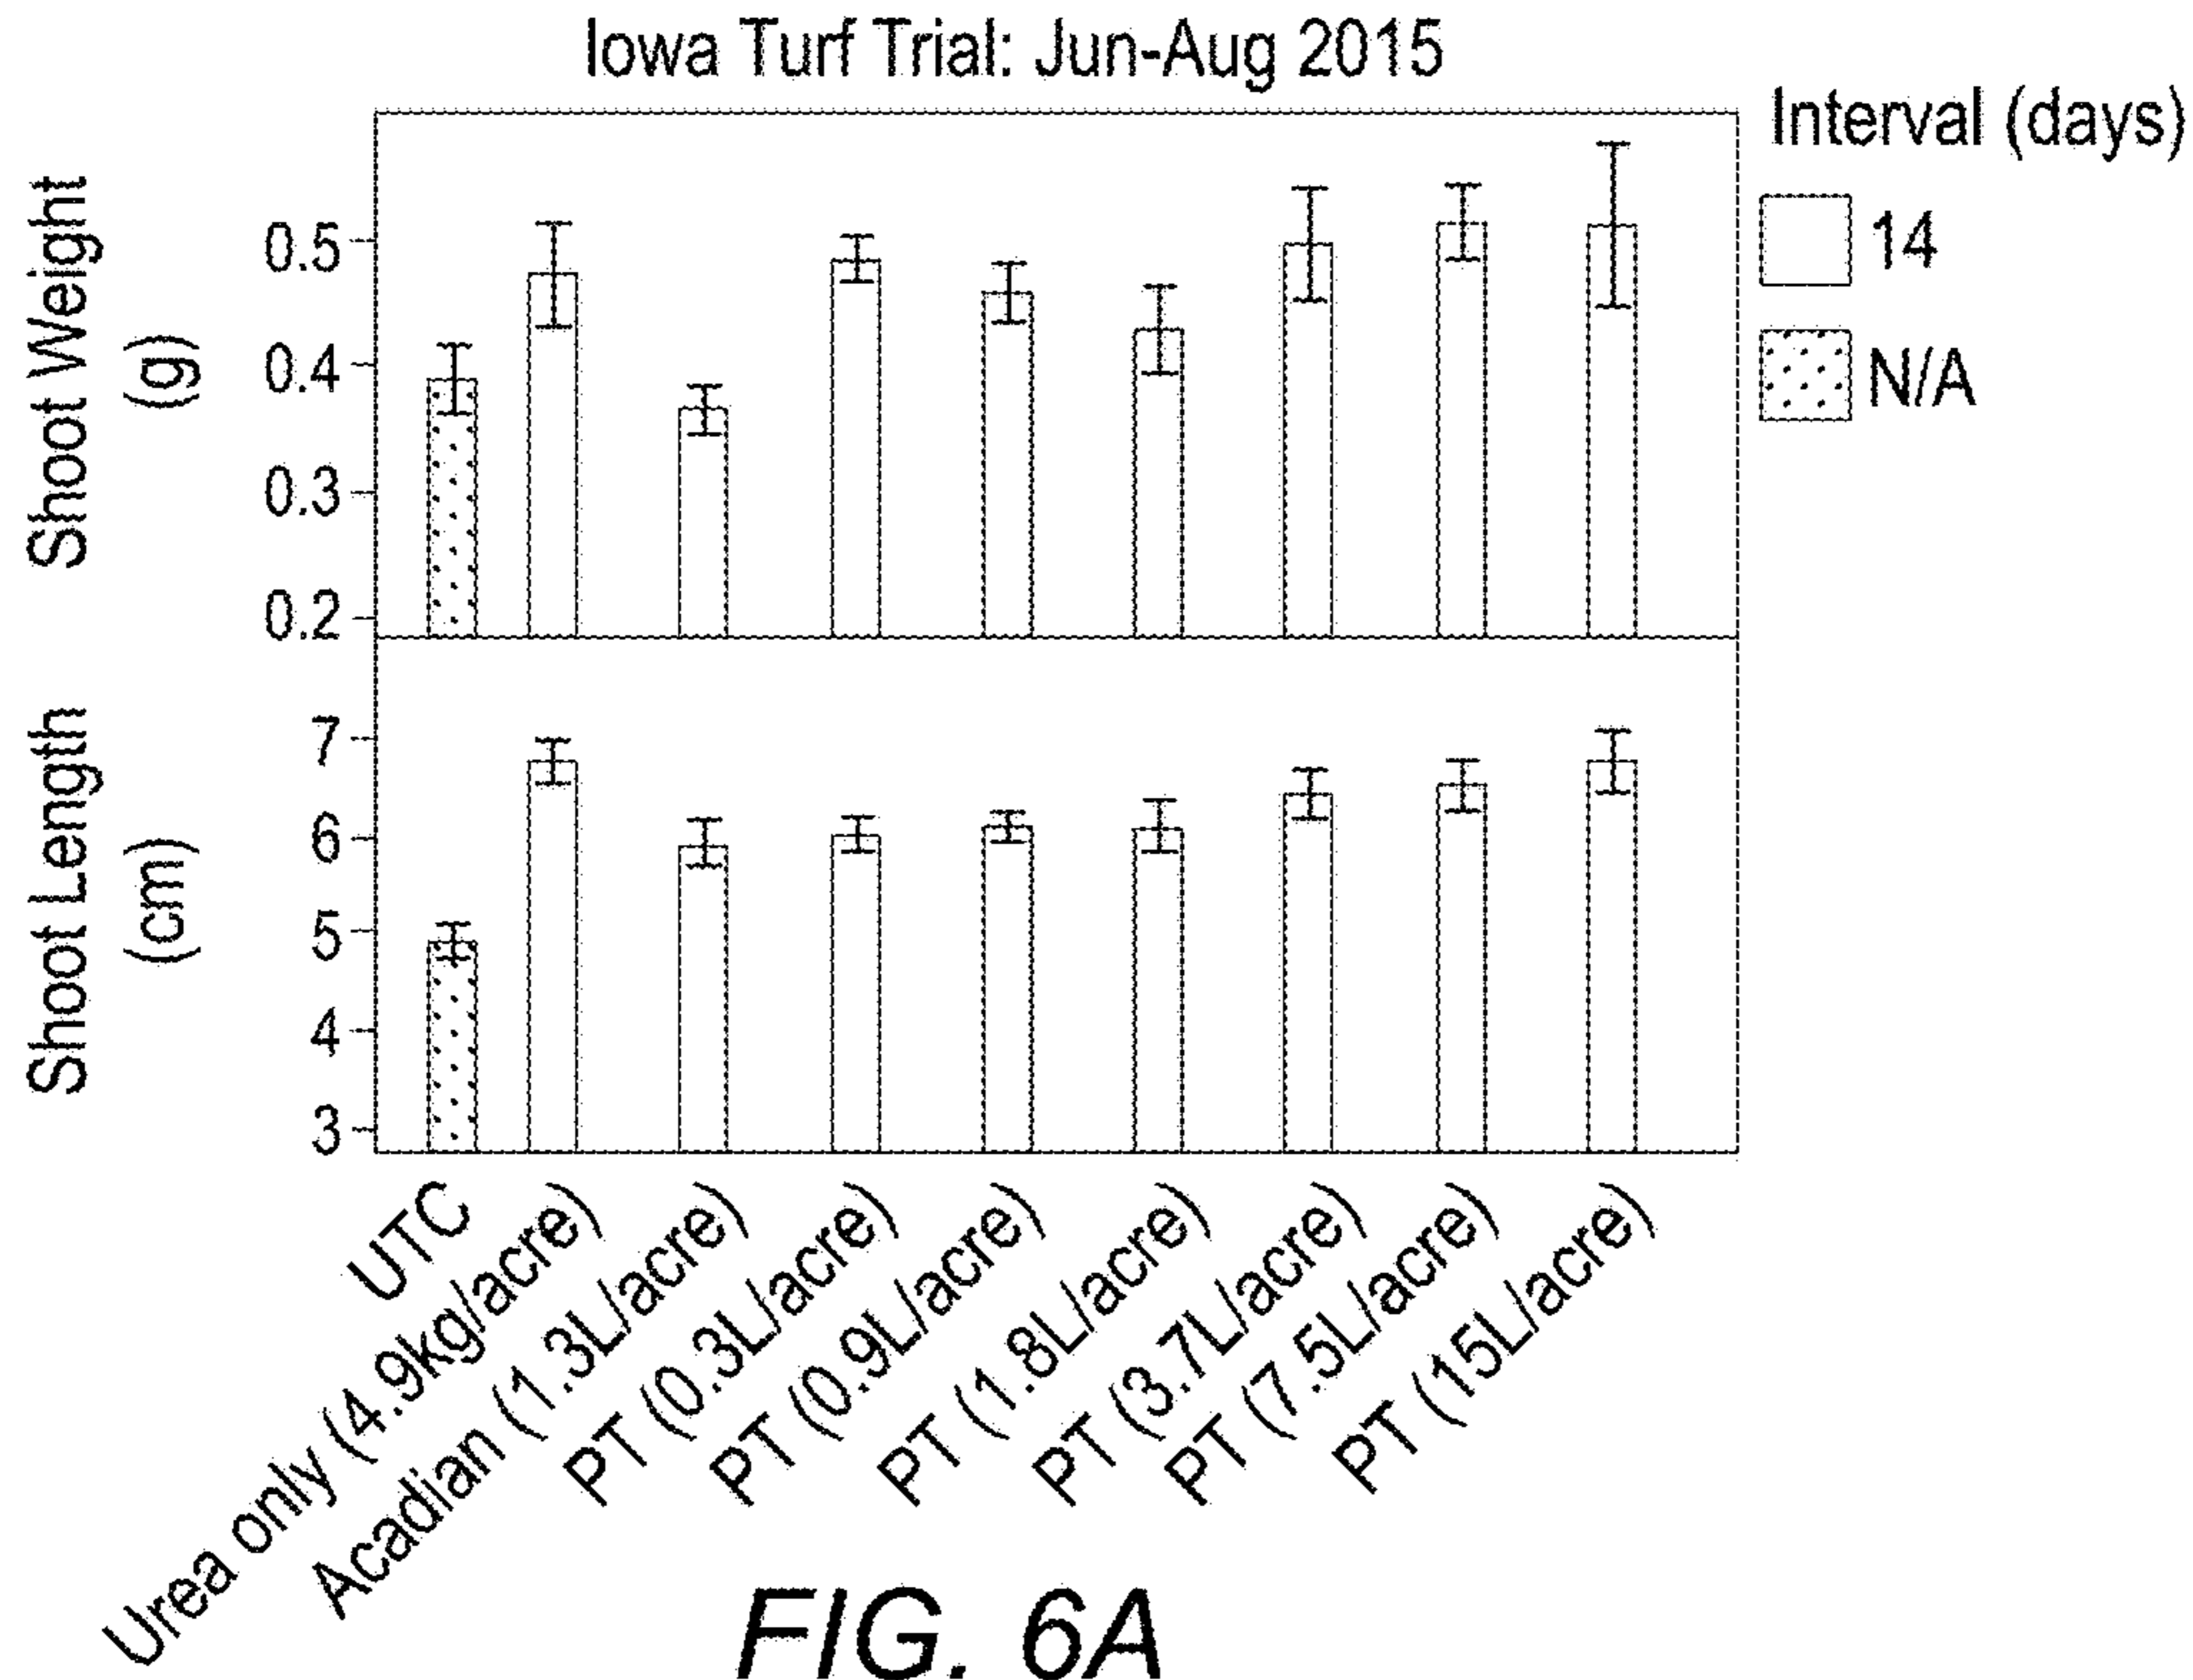 Iowa Turf Trial: Jun-Aug 2015
Interval (days)
14
N/A
Shoot Weight
(g)
0.5
0.4
0.3
0.2
Shoot Length
(cm)
7
6
5
4
3
UTC
Urea only (4.9kg/acre)
Acadian (1.3L/acre)
PT (0.3L/acre)
PT (0.9L/acre)
PT (1.8L/acre)
PT (3.7L/acre)
PT (7.5L/acre)
PT (15L/acre)
FIG. 6A